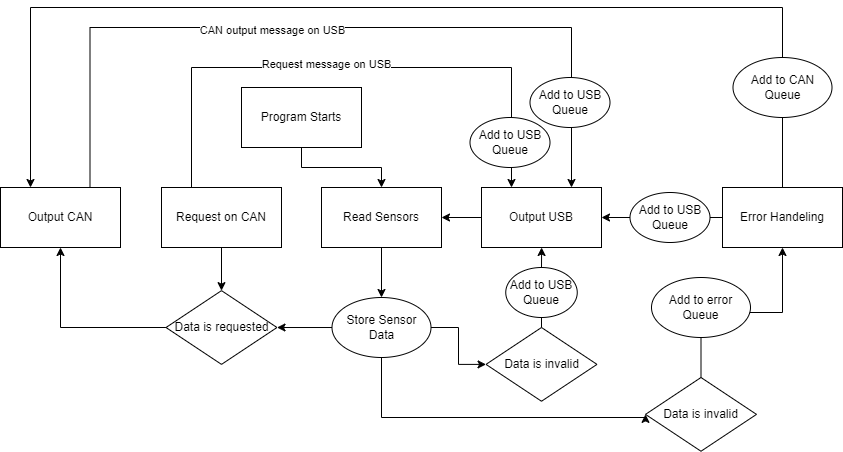 CAN output message on USB
Request message on USB
Add to CAN
Queue
Add to USB
Queue
Program Starts
Add to USB
Queue
Output CAN
Request on CAN
Read Sensors
Output USB
Add to USB
Queue
Error Handeling
Add to USB
Queue
Add to error
Queue
Data is requested
Store Sensor
Data
Data is invalid
Data is invalid